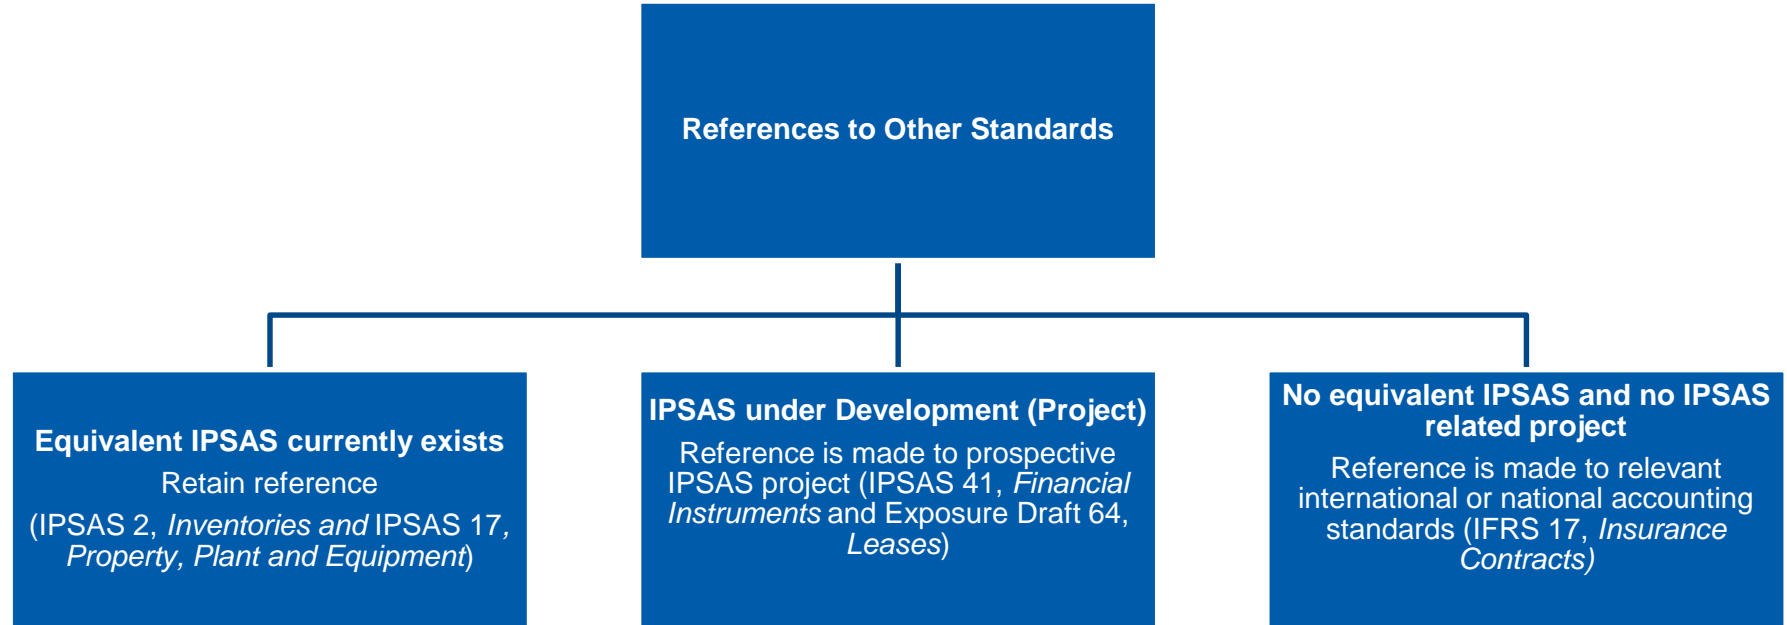 References to Other Standards
Equivalent IPSAS currently exists
Retain reference
(IPSAS 2, Inventories and IPSAS 17,
Property, Plant and Equipment)
IPSAS under Development (Project)
Reference is made to prospective
IPSAS project (IPSAS 41, Financial
Instruments and Exposure Draft 64,
Leases)
No equivalent IPSAS and no IPSAS
related project
Reference is made to relevant
international or national accounting
standards (IFRS 17, Insurance
Contracts)